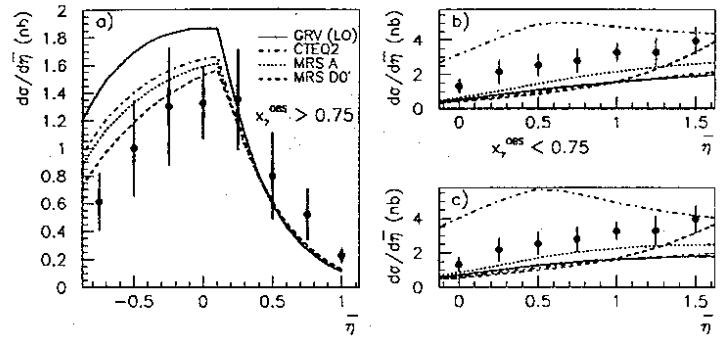 a)
GRV (LO)
CTEQ2
MRS A
MRS D0'
xγ^OBS > 0.75
dσ/dη̅ (nb)
2
1.8
1.6
1.4
1.2
1
0.8
0.6
0.4
0.2
0
−0.5 0 0.5 1
η̅
b)
dσ/dη̅ (nb)
4
2
0
0 0.5 1 1.5
η̅
xγ^OBS < 0.75
c)
dσ/dη̅ (nb)
4
2
0
0 0.5 1 1.5
η̅